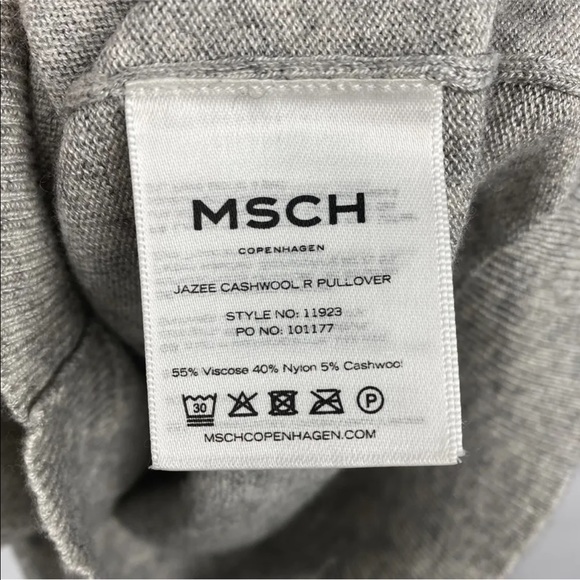 MSCH
COPENHAGEN
JAZEE CASHWOOL R PULLOVER
STYLE NO: 11923
PO NO: 101177
55% Viscose 40% Nylon 5% Cashwool
30
P
MSCHCOPENHAGEN.COM